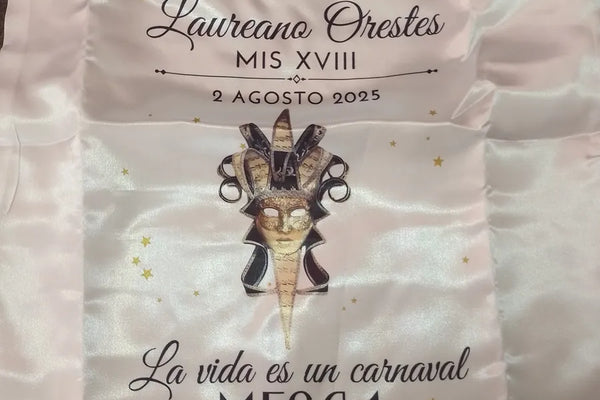 Laureano Orestes
MIS XVIII
2 AGOSTO 2025
La vida es un carnaval